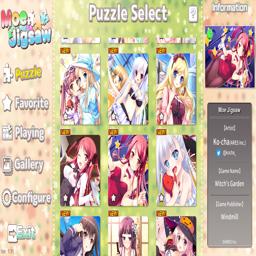 Moe
Jigsaw
Puzzle Select
Information
Puzzle
Favorite
Playing
Gallery
Configure
Exit
Moe Jigsaw
[Artist]
Ko-cha
[Game Name]
Witch's Garden
[Game Publisher]
Windmill